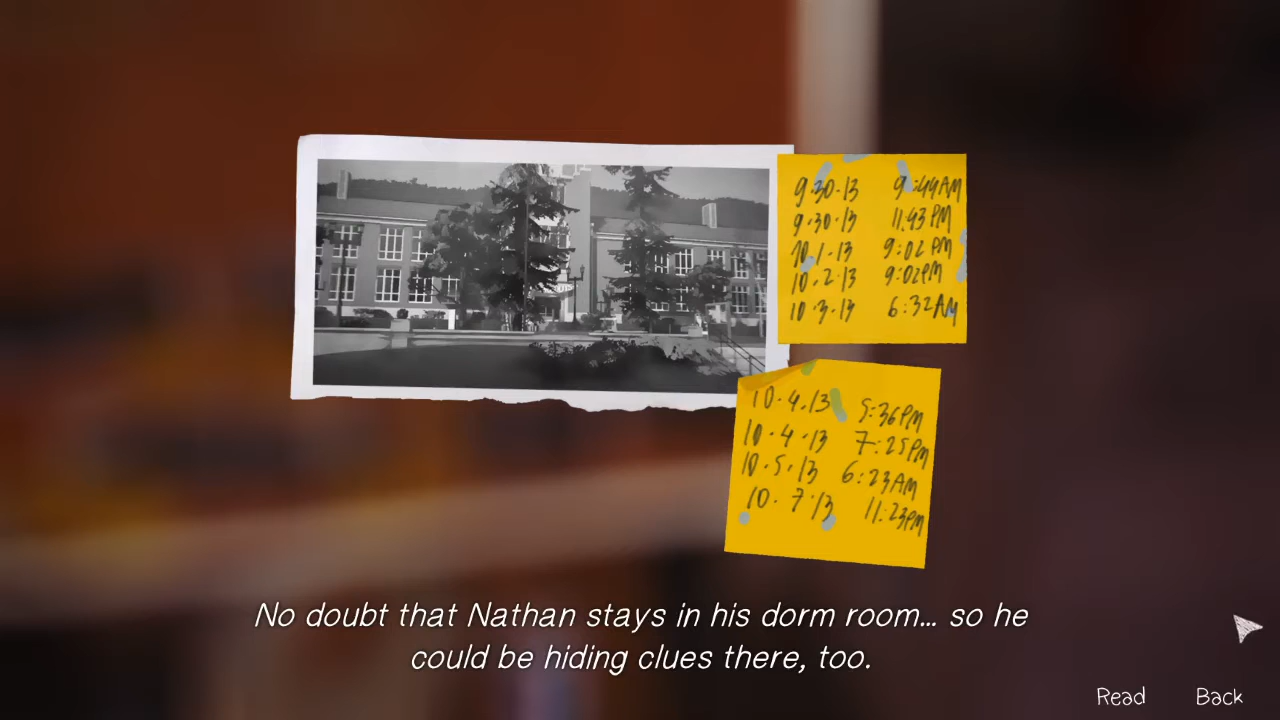 9·30·13 9:49AM
9·30·13 11:43PM
10·1·13 9:02PM
10·2·13 9:02PM
10·3·13 6:32AM
10·4·13 5:36PM
10·4·13 7:25PM
10·5·13 6:23AM
10·7·13 11:23PM
No doubt that Nathan stays in his dorm room... so he
could be hiding clues there, too.
Read Back